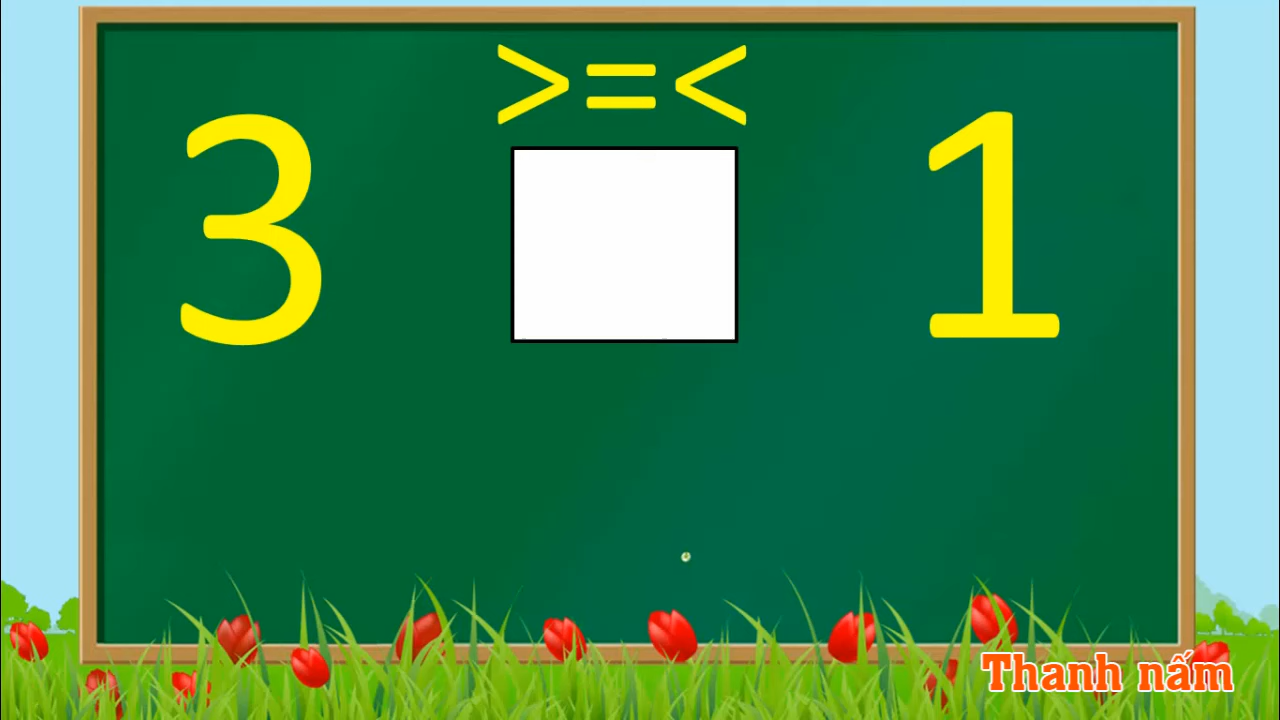 > = <
3 1
Thanh nấm